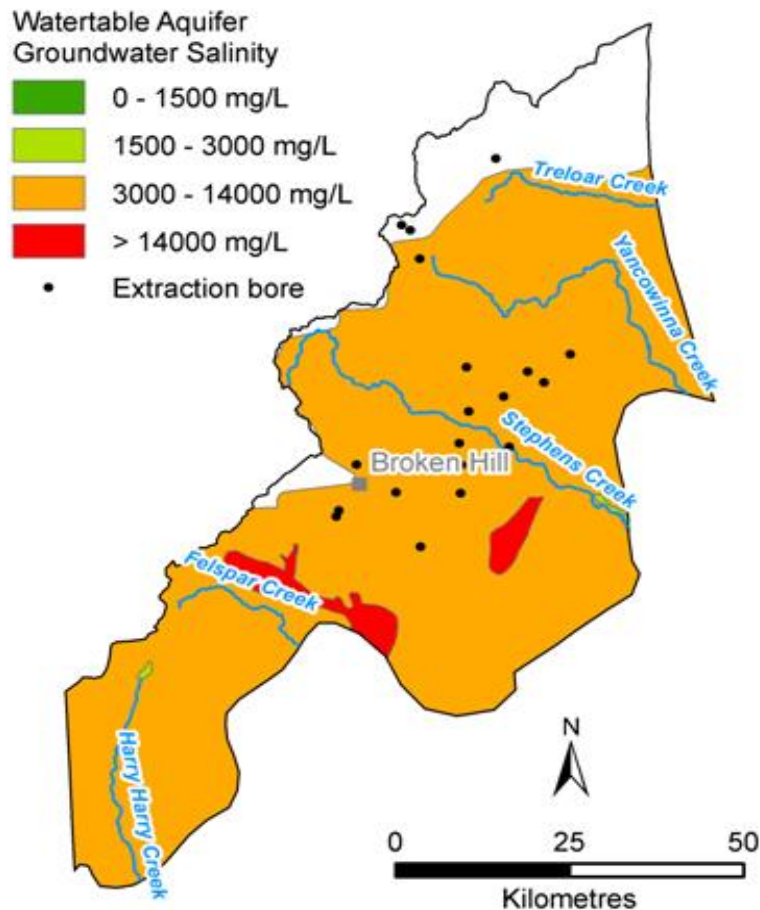 Watertable Aquifer
Groundwater Salinity
0 - 1500 mg/L
1500 - 3000 mg/L
3000 - 14000 mg/L
> 14000 mg/L
Extraction bore
Treloar Creek
Yancowinna Creek
Stephens Creek
Broken Hill
Felspar Creek
Harry Harry Creek
N
0 25 50
Kilometres